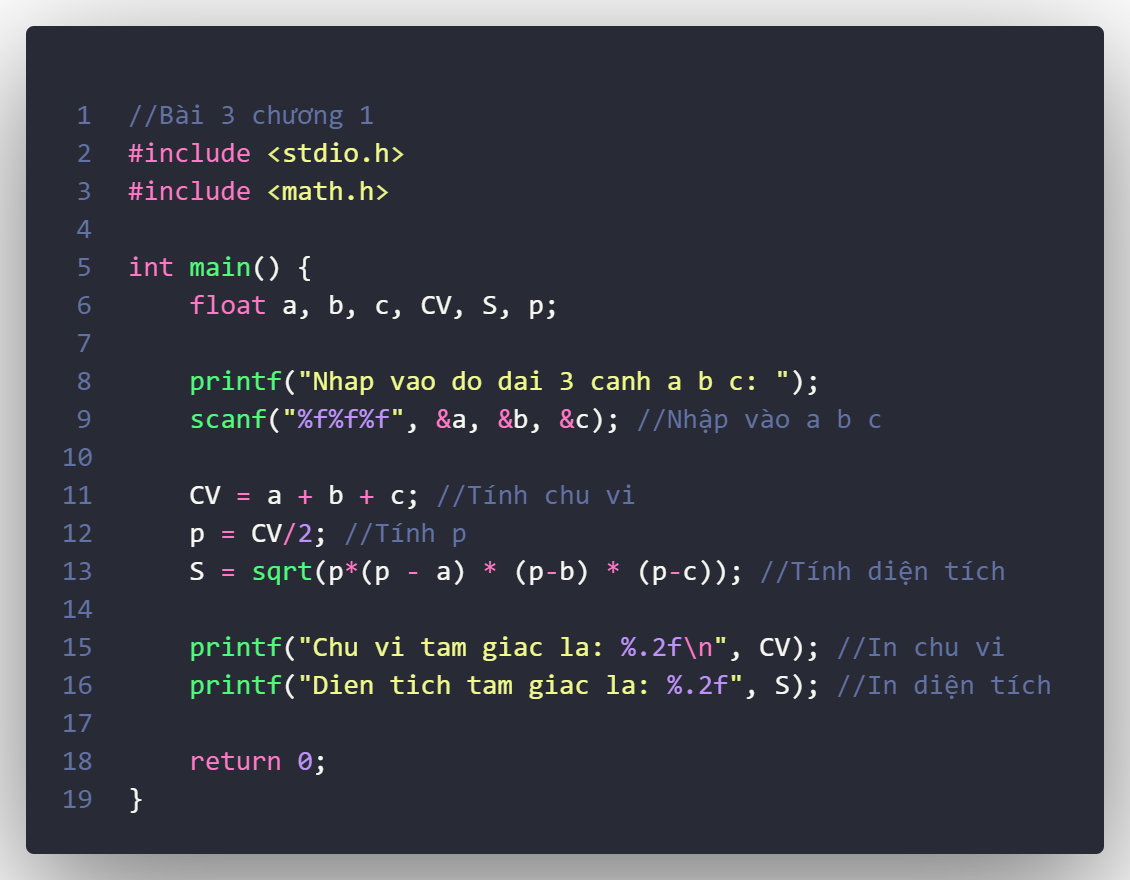 1 //Bài 3 chương 1
2 #include <stdio.h>
3 #include <math.h>
4
5 int main() {
6     float a, b, c, CV, S, p;
7
8     printf("Nhap vao do dai 3 canh a b c: ");
9     scanf("%f%f%f", &a, &b, &c); //Nhập vào a b c
10
11     CV = a + b + c; //Tính chu vi
12     p = CV/2; //Tính p
13     S = sqrt(p*(p - a) * (p-b) * (p-c)); //Tính diện tích
14
15     printf("Chu vi tam giac la: %.2f\n", CV); //In chu vi
16     printf("Dien tich tam giac la: %.2f", S); //In diện tích
17
18     return 0;
19 }